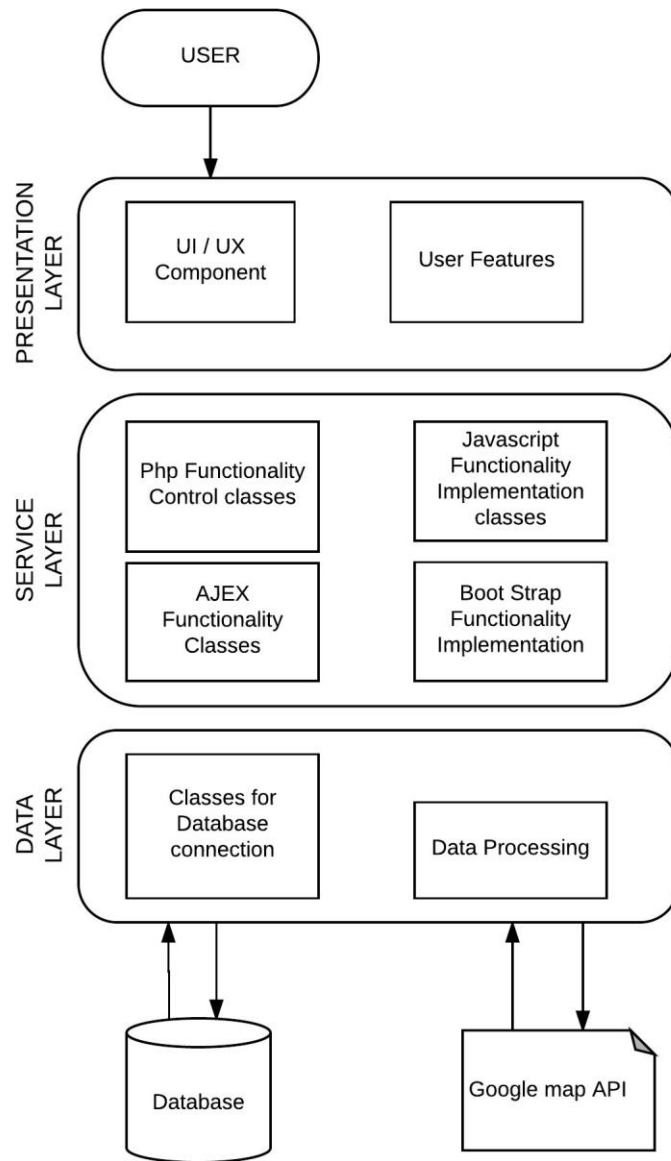 USER
PRESENTATION
LAYER
UI / UX
Component
User Features
SERVICE
LAYER
Php Functionality
Control classes
Javascript
Functionality
Implementation
classes
AJEX
Functionality
Classes
Boot Strap
Functionality
Implementation
DATA
LAYER
Classes for
Database
connection
Data Processing
Database
Google map API